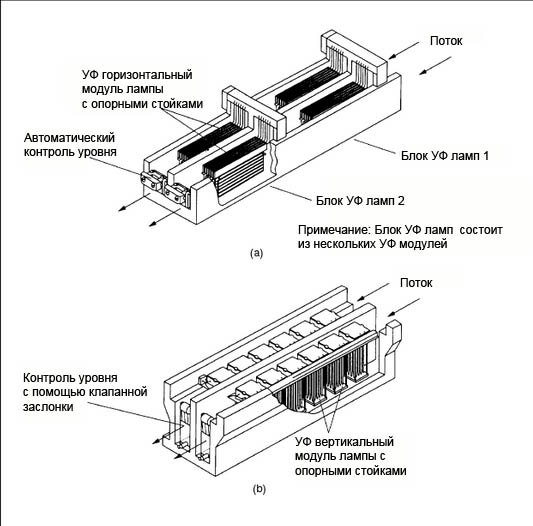 Поток
УФ горизонтальный
модуль лампы
с опорными стойками
Автоматический
контроль уровня
Блок УФ ламп 1
Блок УФ ламп 2
Примечание: Блок УФ ламп состоит
из нескольких УФ модулей
(a)
Поток
Контроль уровня
с помощью клапанной
заслонки
УФ вертикальный
модуль лампы с
опорными стойками
(b)